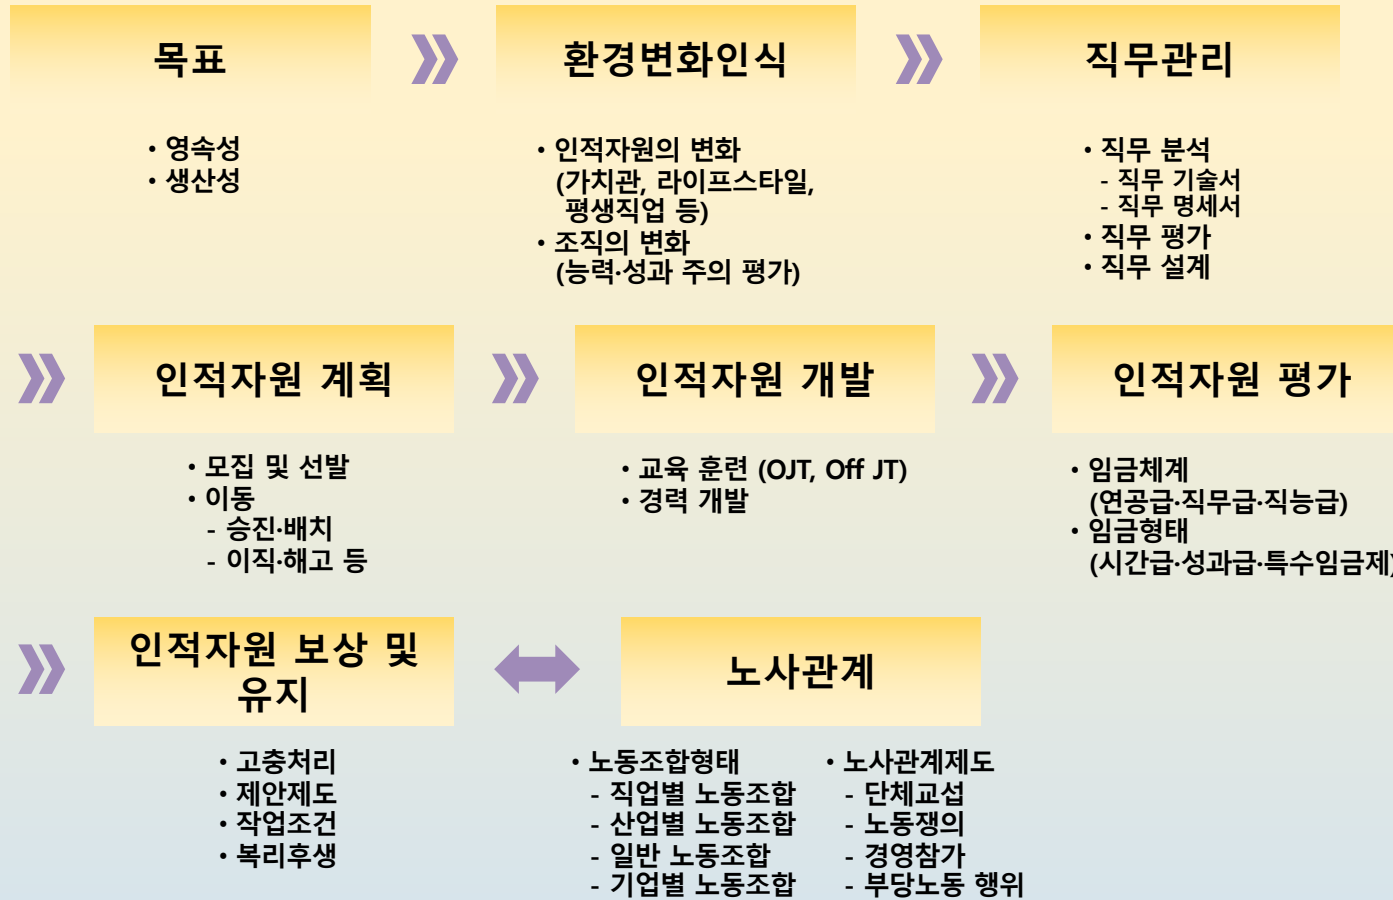 목표
• 영속성
• 생산성
환경변화인식
• 인적자원의 변화
(가치관, 라이프스타일,
평생직업 등)
• 조직의 변화
(능력·성과 주의 평가)
직무관리
• 직무 분석
- 직무 기술서
- 직무 명세서
• 직무 평가
• 직무 설계
인적자원 계획
• 모집 및 선발
• 이동
- 승진·배치
- 이직·해고 등
인적자원 개발
• 교육 훈련 (OJT, Off JT)
• 경력 개발
인적자원 평가
• 임금체계
(연공급·직무급·직능급)
• 임금형태
(시간급·성과급·특수임금제)
인적자원 보상 및
유지
• 고충처리
• 제안제도
• 작업조건
• 복리후생
노사관계
• 노동조합형태
- 직업별 노동조합
- 산업별 노동조합
- 일반 노동조합
- 기업별 노동조합
• 노사관계제도
- 단체교섭
- 노동쟁의
- 경영참가
- 부당노동 행위